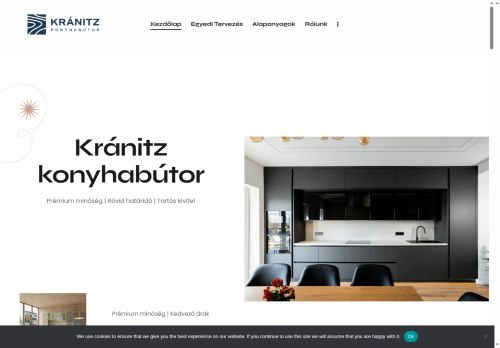 KRÁNITZ
KONYHABÚTOR
Kezdőlap Egyedi Tervezés Alapanyagok Rólunk
Kránitz
konyhabútor
Prémium minőség | Rövid határidő | Tartós kivitel
Prémium minőség | Kedvező árak
We use cookies to ensure that we give you the best experience on our website. If you continue to use this site we will assume that you are happy with it. Ok